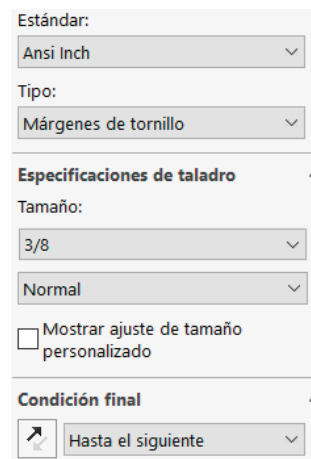 Estándar:
Ansi Inch
Tipo:
Márgenes de tornillo
Especificaciones de taladro
Tamaño:
3/8
Normal
Mostrar ajuste de tamaño
personalizado
Condición final
Hasta el siguiente